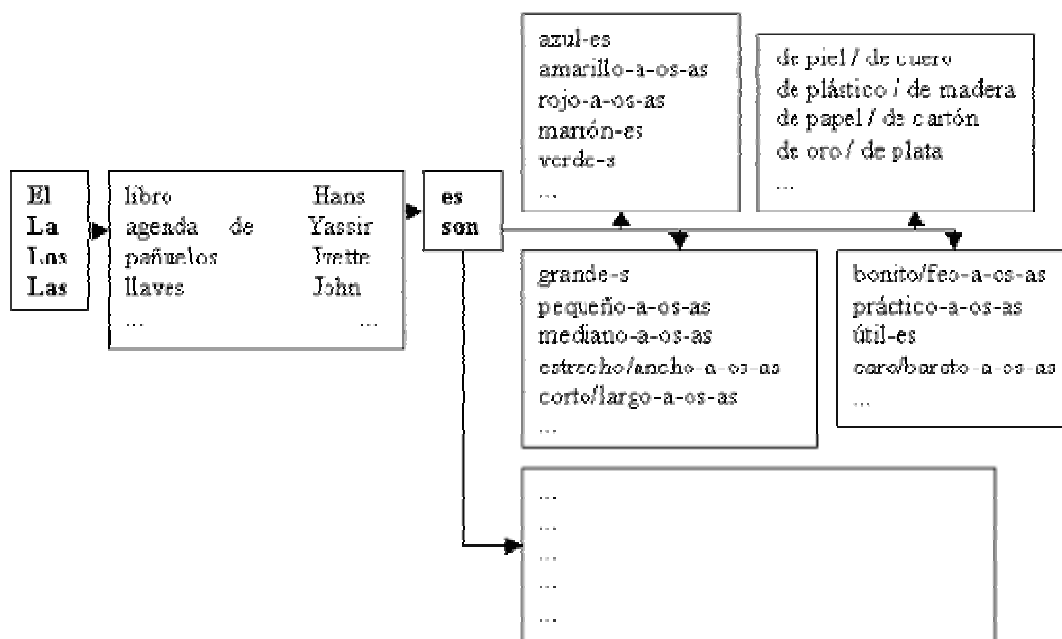 El
La
Los
Las
libro Hans
agenda de Yassir
pañuelos Ivette
llaves John
... ...
es
son
azul-es
amarillo-a-os-as
rojo-a-os-as
marrón-es
verde-s
...
de piel / de cuero
de plástico / de madera
de papel / de cartón
de oro / de plata
...
grande-s
pequeño-a-os-as
mediano-a-os-as
estrecho/ancho-a-os-as
corto/largo-a-os-as
...
bonito/feo-a-os-as
práctico-a-os-as
útil-es
caro/barato-a-os-as
...
...
...
...
...
...